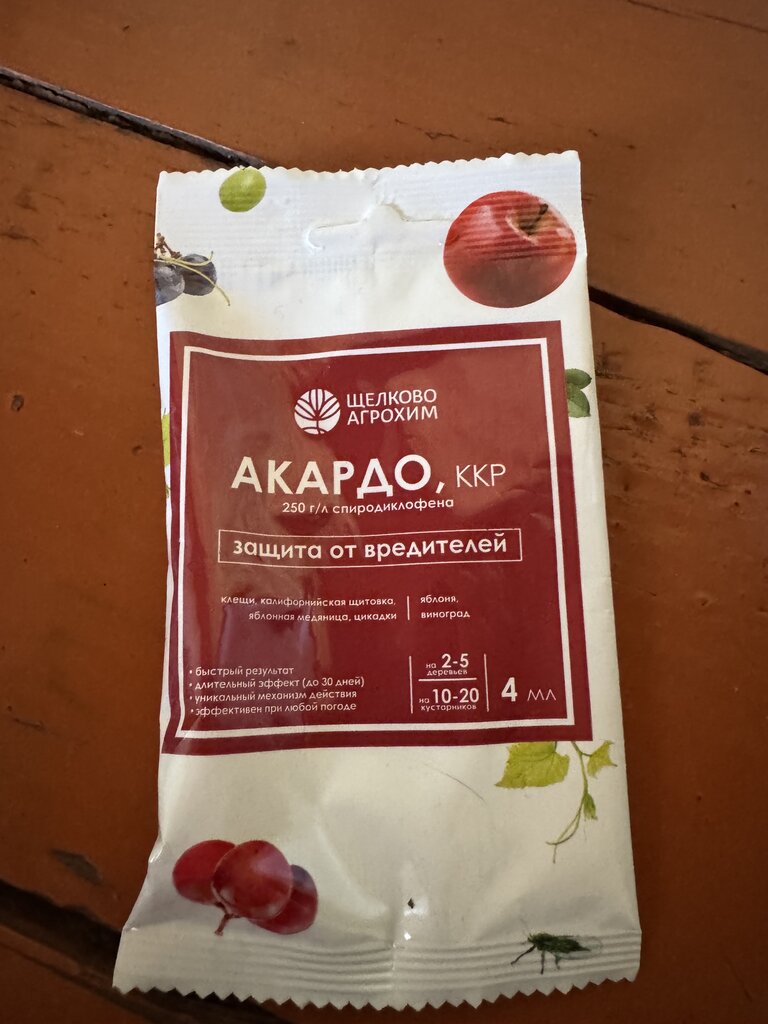 ЩЕЛКОВО
АГРОХИМ
АКАРДО, ККР
250 г/л спиродиклофена
защита от вредителей
клещи, калифорнийская щитовка,
яблонная медяница, цикадки
яблоня,
виноград
• быстрый результат
• длительный эффект (до 30 дней)
• уникальный механизм действия
• эффективен при любой погоде
на 2-5
деревьев
на 10-20
кустарников
4 мл